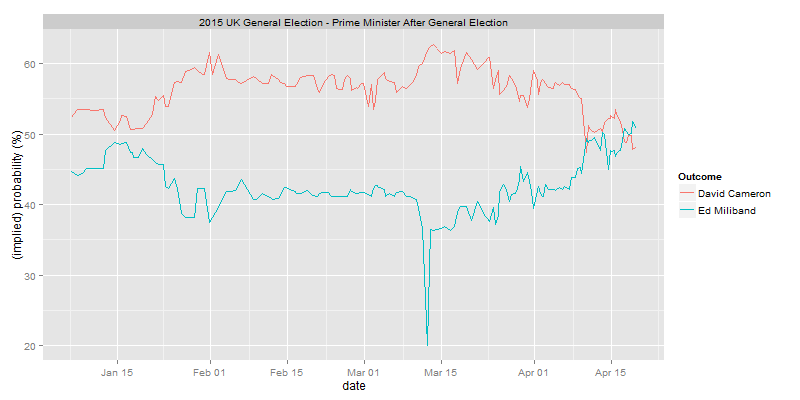 2015 UK General Election - Prime Minister After General Election
(implied) probability (%)
60
50
40
30
20
Jan 15
Feb 01
Feb 15
Mar 01
Mar 15
Apr 01
Apr 15
date
Outcome
David Cameron
Ed Miliband